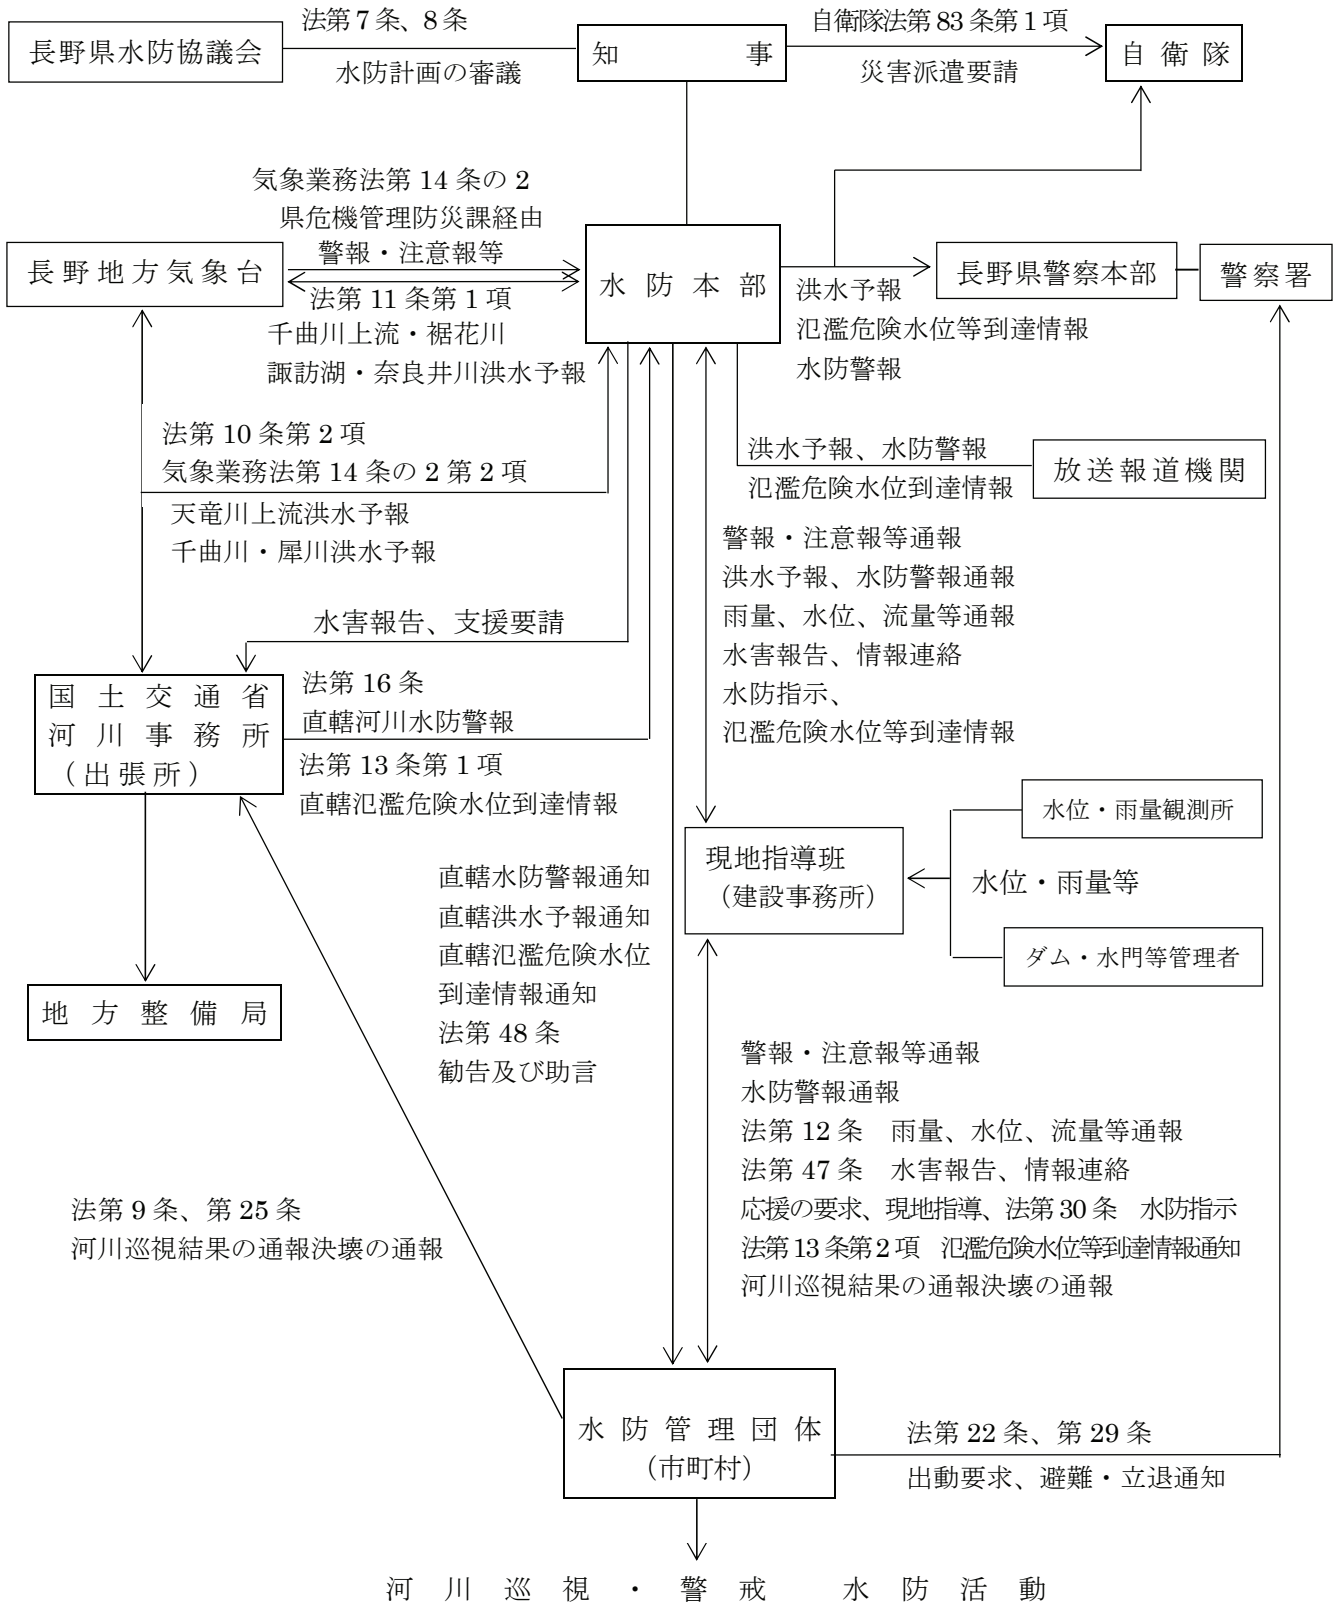 法第7条、8条
自衛隊法第83条第1項
長野県水防協議会
知事
自衛隊
水防計画の審議
災害派遣要請
気象業務法第14条の2
県危機管理防災課経由
警報・注意報等
長野地方気象台
水防本部
長野県警察本部
警察署
法第11条第1項
千曲川上流・裾花川
諏訪湖・奈良井川洪水予報
洪水予報
氾濫危険水位等到達情報
水防警報
法第10条第2項
気象業務法第14条の2第2項
天竜川上流洪水予報
千曲川・犀川洪水予報
洪水予報、水防警報
氾濫危険水位到達情報
放送報道機関
警報・注意報等通報
洪水予報、水防警報通報
雨量、水位、流量等通報
水害報告、情報連絡
水防指示、
氾濫危険水位等到達情報
水害報告、支援要請
国土交通省
河川事務所
（出張所）
法第16条
直轄河川水防警報
法第13条第1項
直轄氾濫危険水位到達情報
水位・雨量観測所
現地指導班
（建設事務所）
水位・雨量等
ダム・水門等管理者
直轄水防警報通知
直轄洪水予報通知
直轄氾濫危険水位
到達情報通知
法第48条
勧告及び助言
地方整備局
警報・注意報等通報
水防警報通報
法第12条　雨量、水位、流量等通報
法第47条　水害報告、情報連絡
応援の要求、現地指導、法第30条　水防指示
法第13条第2項　氾濫危険水位等到達情報通知
河川巡視結果の通報決壊の通報
法第9条、第25条
河川巡視結果の通報決壊の通報
水防管理団体
（市町村）
法第22条、第29条
出動要求、避難・立退通知
河川巡視・警戒　水防活動